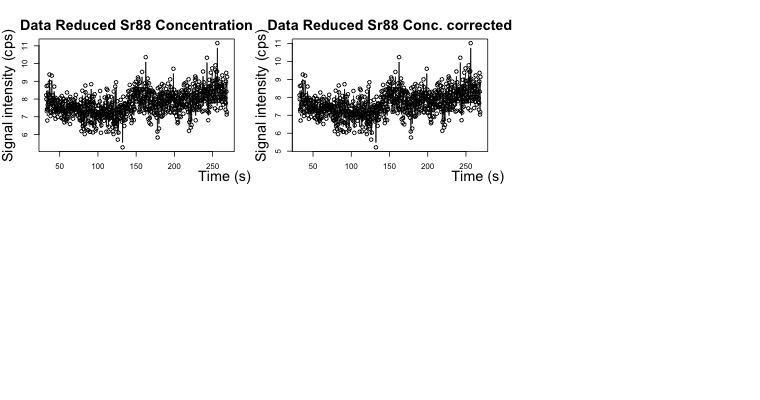 Data Reduced Sr88 Concentration
Signal intensity (cps)
11
10
9
8
7
6
50 100 150 200 250
Time (s)
Data Reduced Sr88 Conc. corrected
Signal intensity (cps)
11
10
9
8
7
6
5
50 100 150 200 250
Time (s)